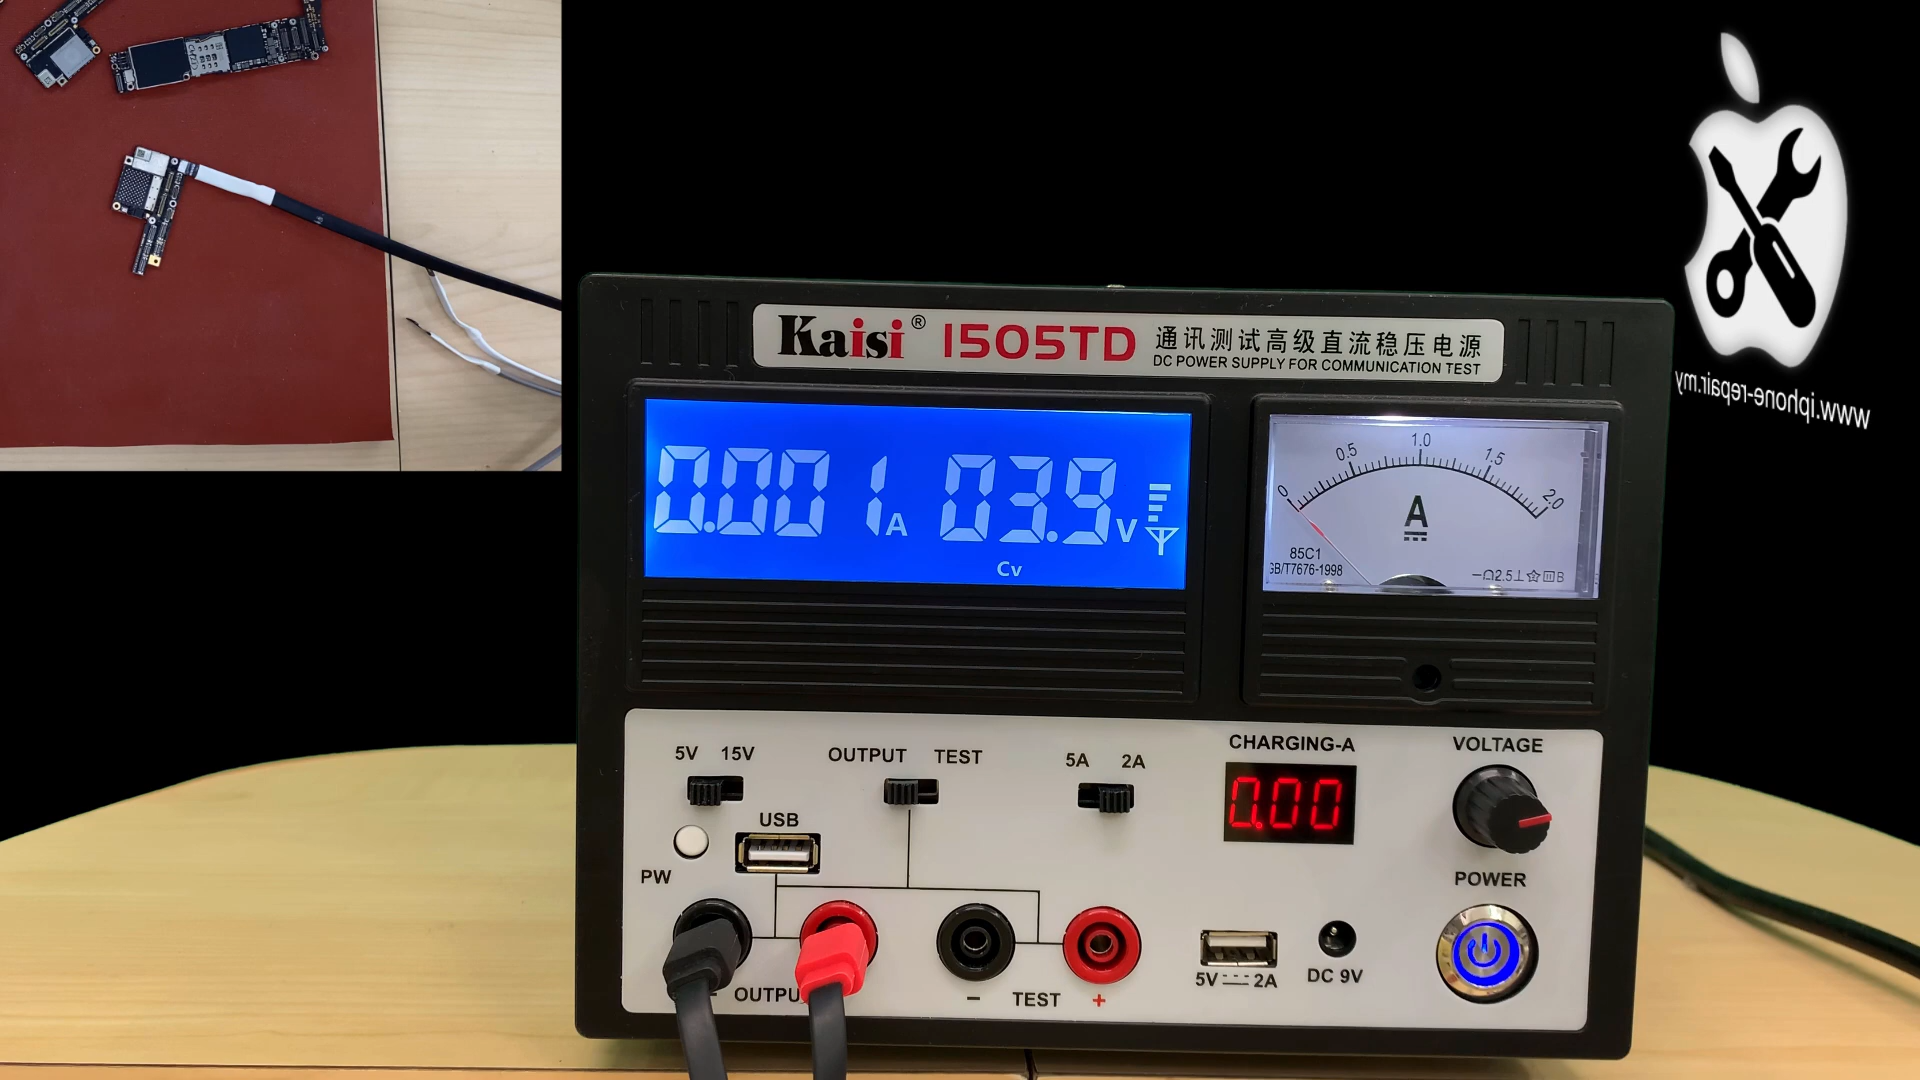 Kaisi® 1505TD 通讯测试高级直流稳压电源
DC POWER SUPPLY FOR COMMUNICATION TEST
0.001A 03.9V
Cv
0 0.5 1.0 1.5 2.0
A
85C1
GB/T7676-1998
2.5 B
5V 15V
OUTPUT TEST
5A 2A
CHARGING-A
0.00
VOLTAGE
USB
PW
POWER
- OUTPU
- TEST +
5V 2A
DC 9V
www.iphone-repair.my